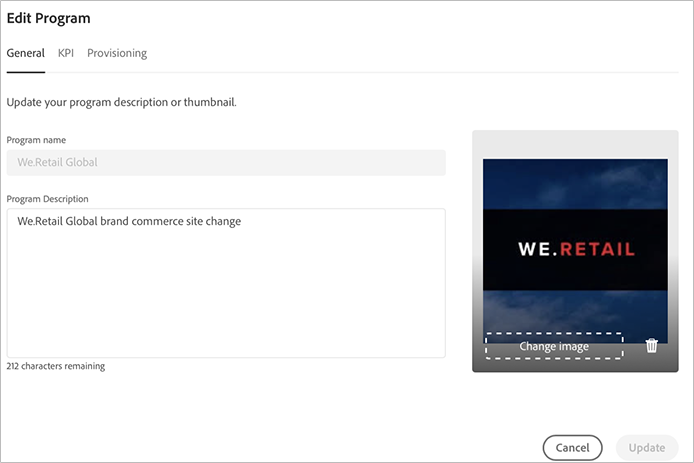 Edit Program
General KPI Provisioning
Update your program description or thumbnail.
Program name
We.Retail Global
Program Description
We.Retail Global brand commerce site change
212 characters remaining
WE.RETAIL
Change image
Cancel Update